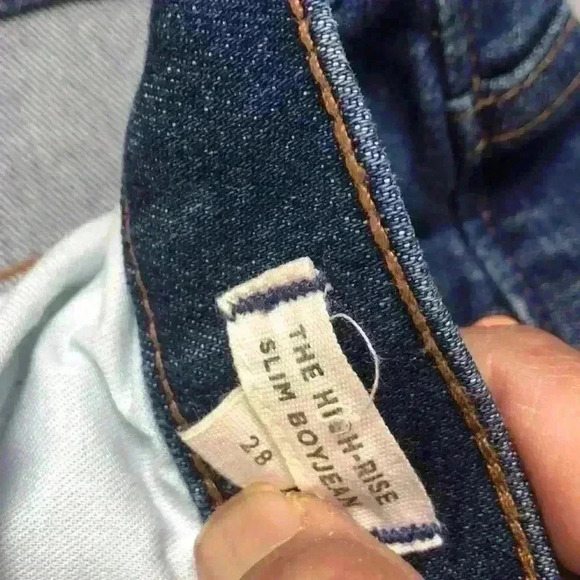 THE HIGH-RISE
SLIM BOYJEAN
28